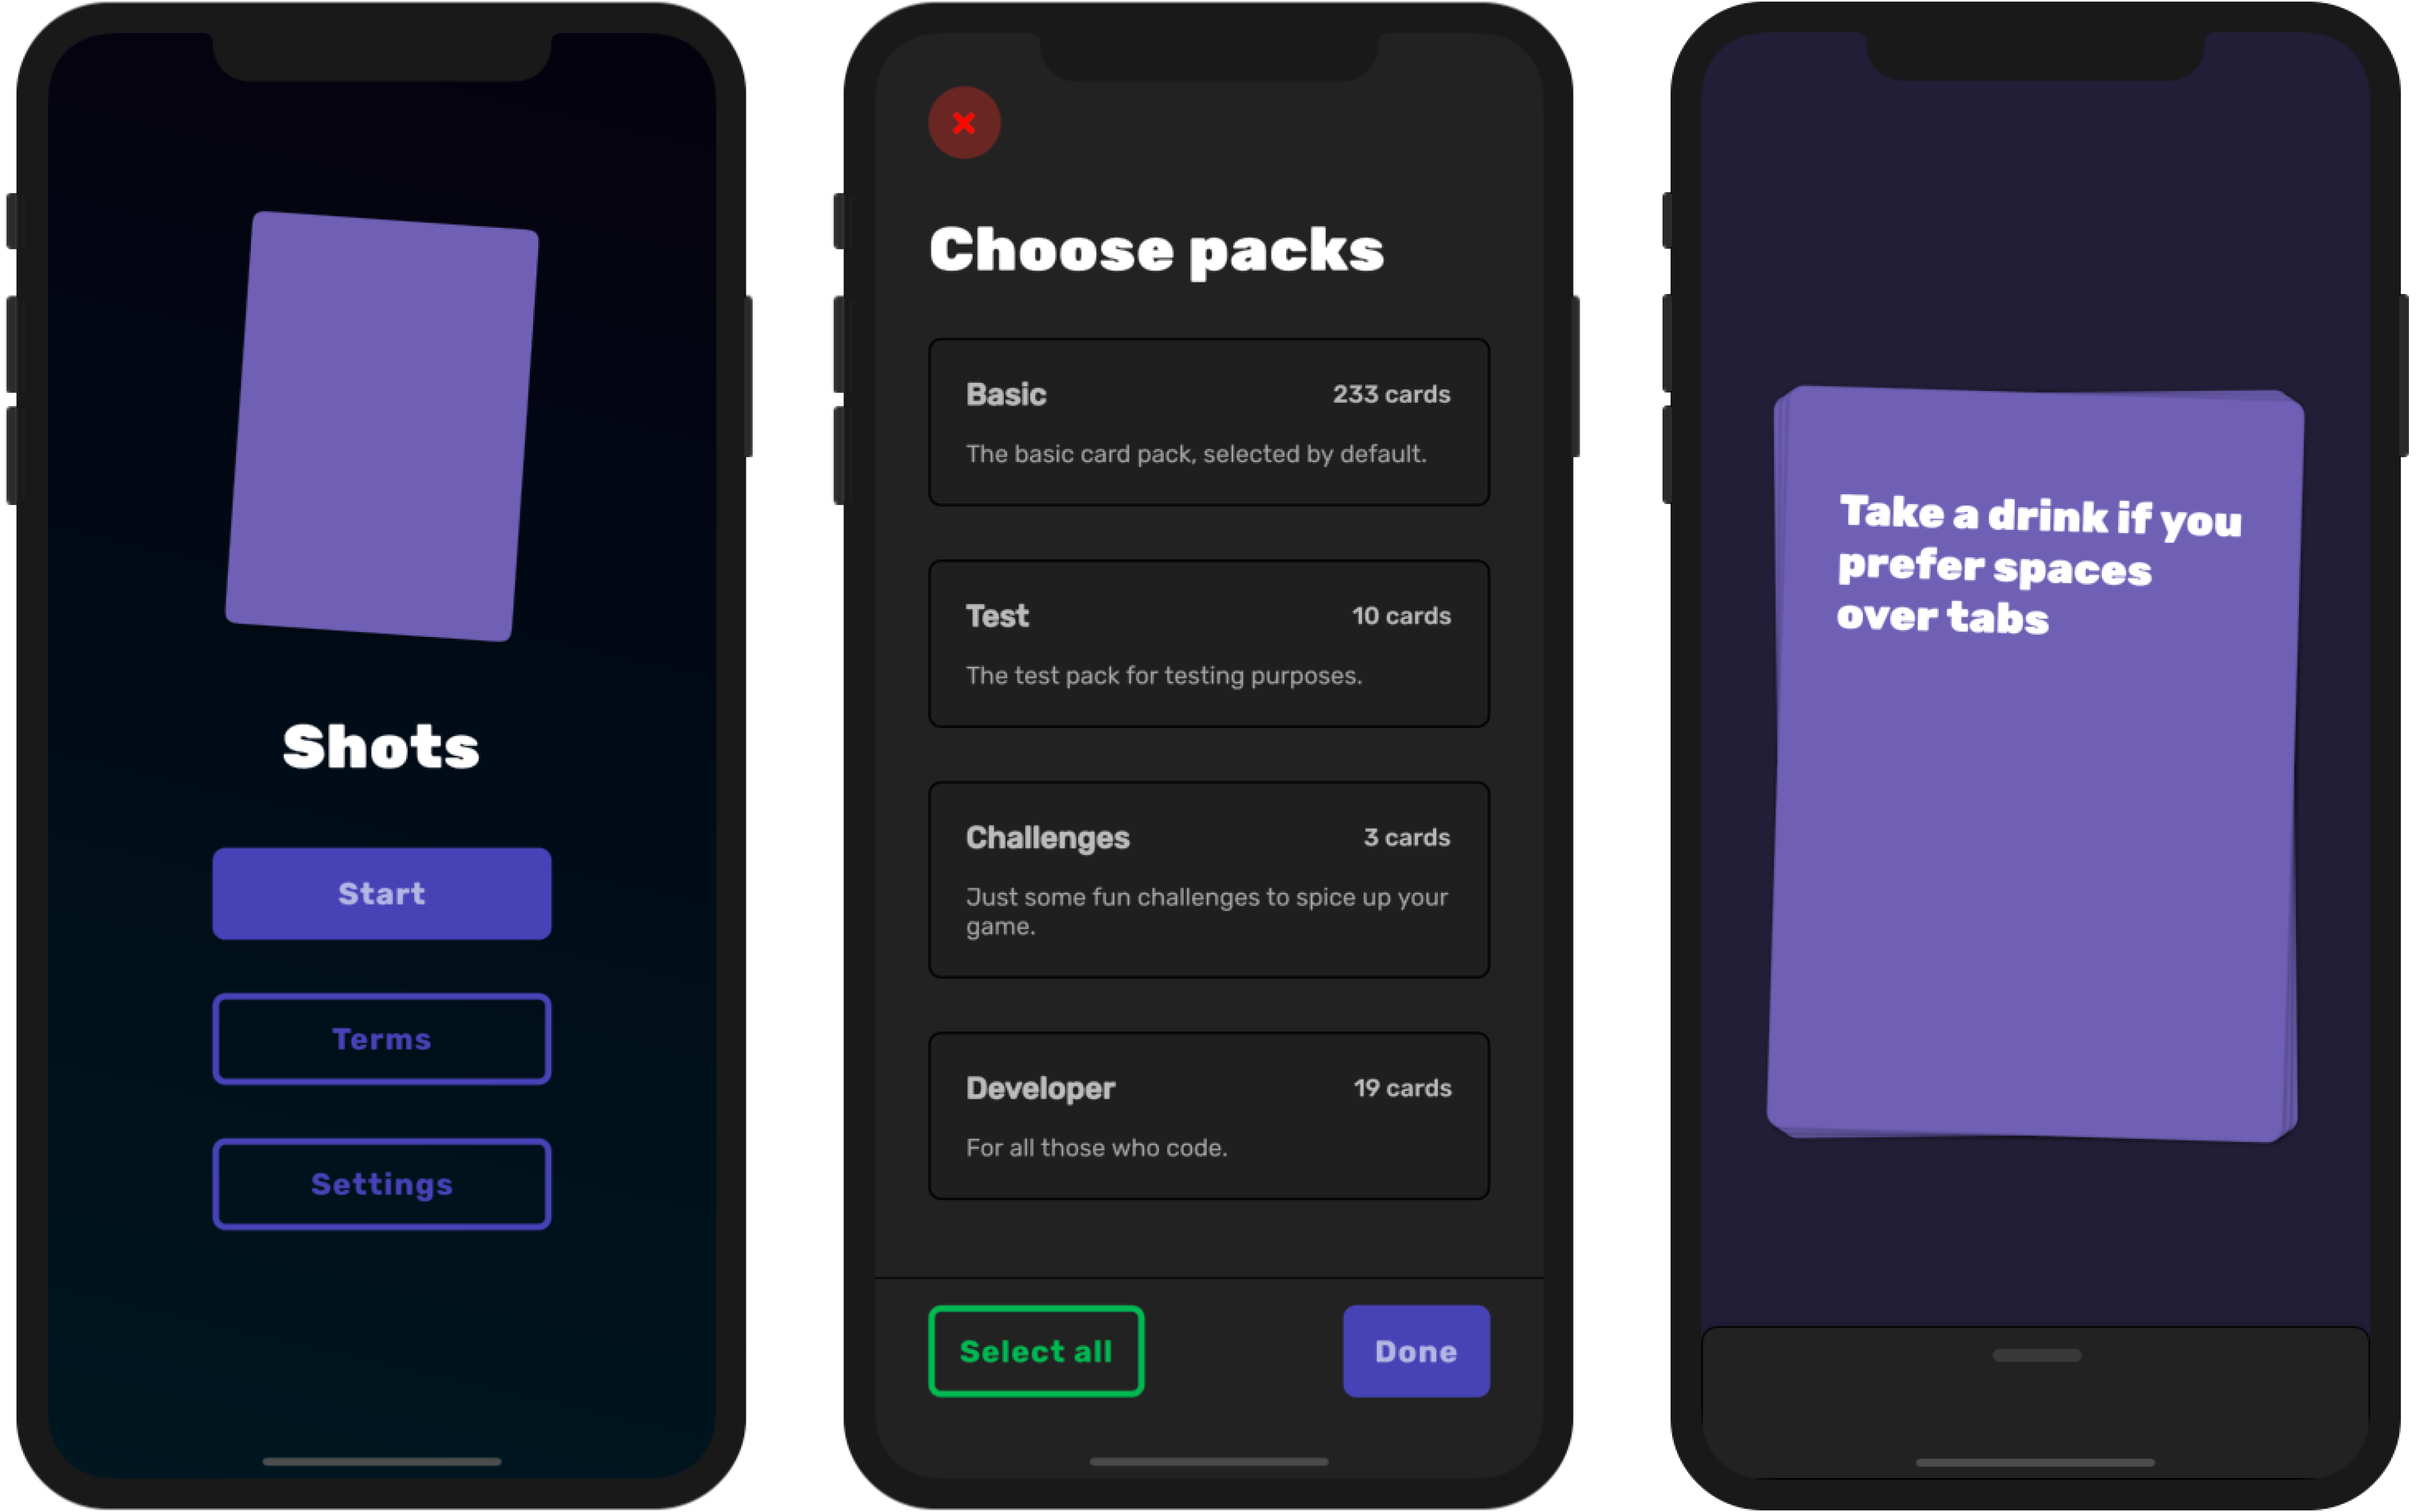 Shots
Start
Terms
Settings
Choose packs
Basic
233 cards
The basic card pack, selected by default.
Test
10 cards
The test pack for testing purposes.
Challenges
3 cards
Just some fun challenges to spice up your
game.
Developer
19 cards
For all those who code.
Select all
Done
Take a drink if you
prefer spaces
over tabs